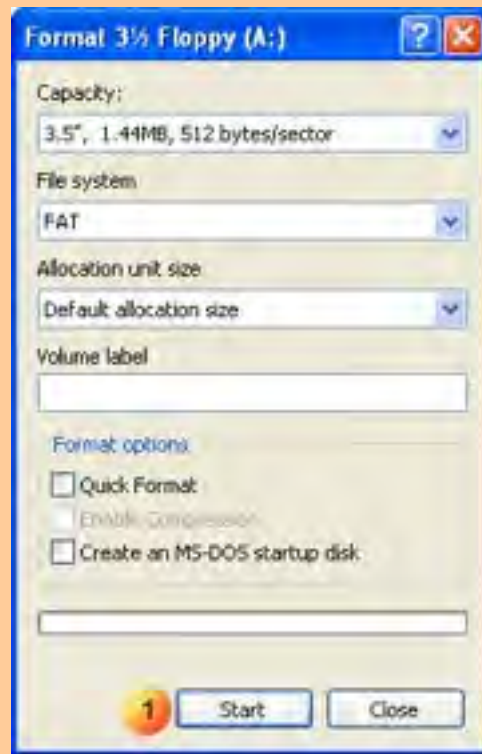 Format 3½ Floppy (A:)
Capacity:
3.5", 1.44MB, 512 bytes/sector
File system
FAT
Allocation unit size
Default allocation size
Volume label
Format options
Quick Format
Enable Compression
Create an MS-DOS startup disk
1
Start
Close